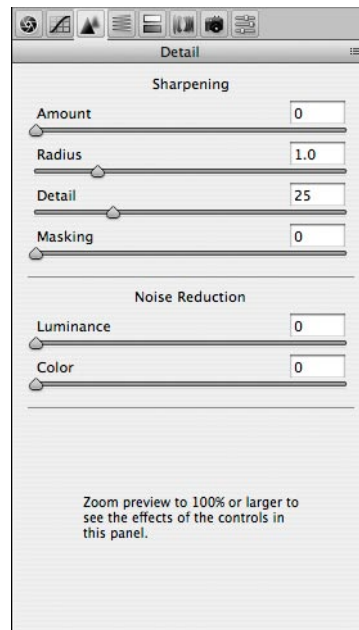 Detail
Sharpening
Amount 0
Radius 1.0
Detail 25
Masking 0
Noise Reduction
Luminance 0
Color 0
Zoom preview to 100% or larger to
see the effects of the controls in
this panel.